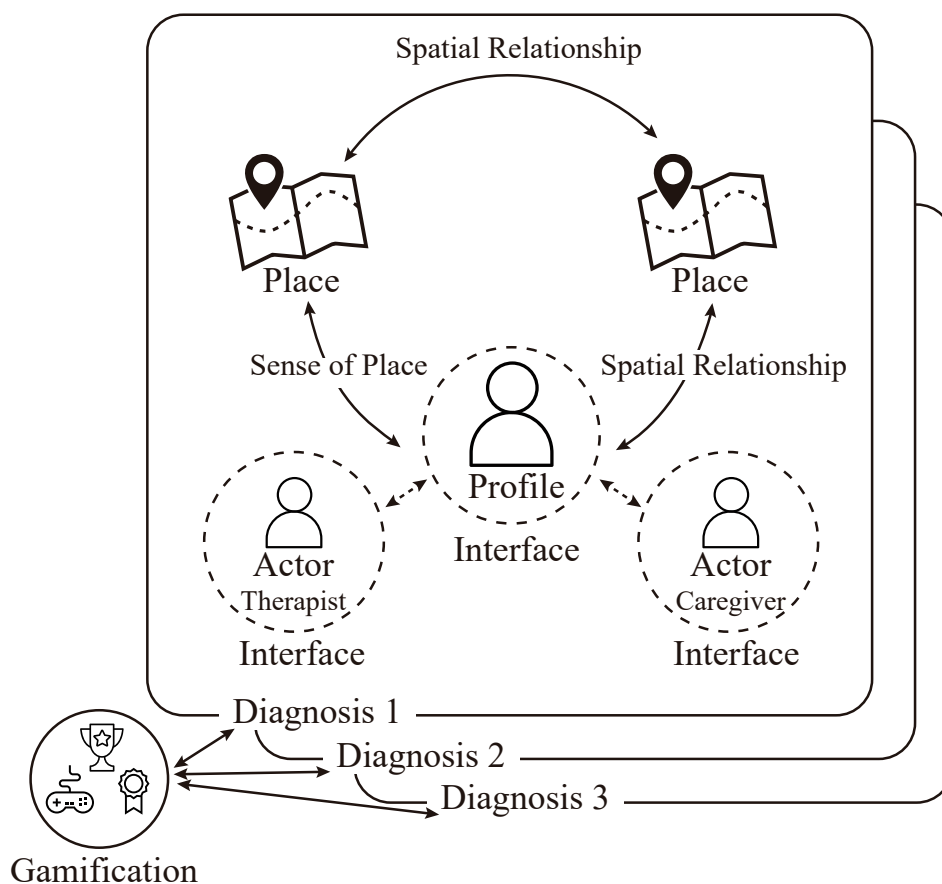 Spatial Relationship
Place
Place
Sense of Place
Spatial Relationship
Profile
Interface
Actor
Therapist
Interface
Actor
Caregiver
Interface
Diagnosis 1
Diagnosis 2
Diagnosis 3
Gamification